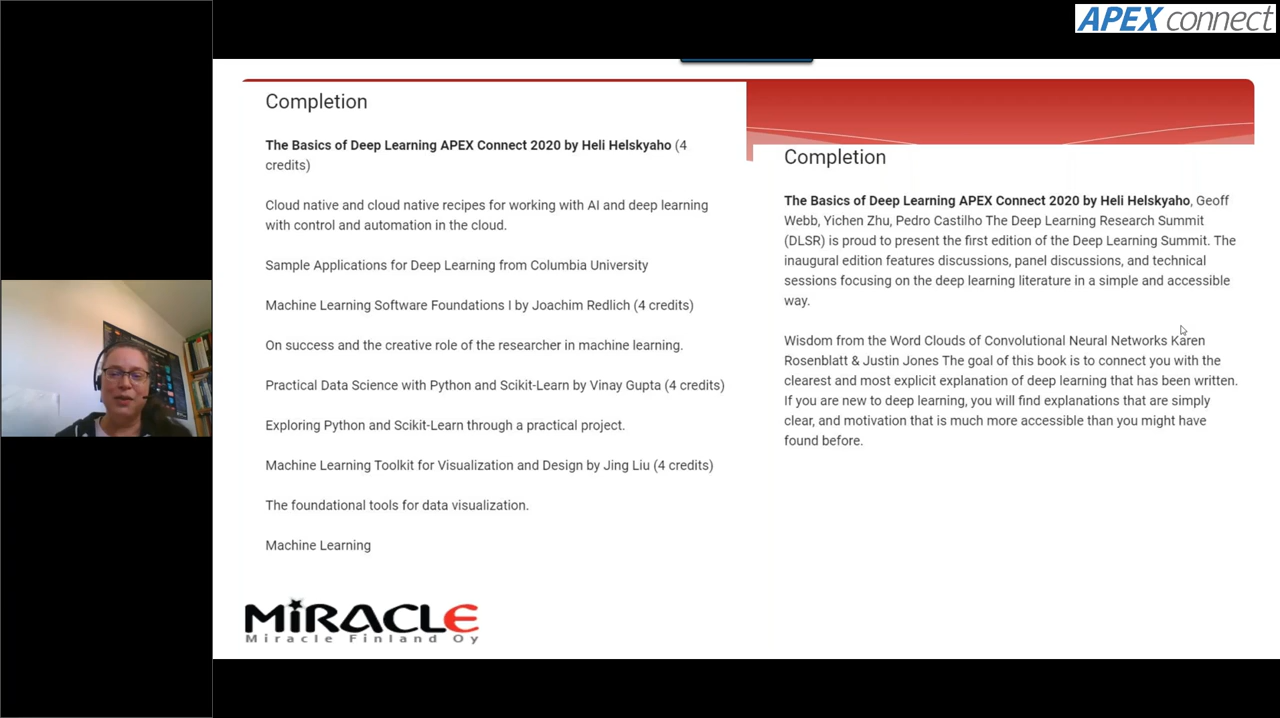 APEX connect
Completion
The Basics of Deep Learning APEX Connect 2020 by Heli Helskyaho (4
credits)
Cloud native and cloud native recipes for working with AI and deep learning
with control and automation in the cloud.
Sample Applications for Deep Learning from Columbia University
Machine Learning Software Foundations I by Joachim Redlich (4 credits)
On success and the creative role of the researcher in machine learning.
Practical Data Science with Python and Scikit-Learn by Vinay Gupta (4 credits)
Exploring Python and Scikit-Learn through a practical project.
Machine Learning Toolkit for Visualization and Design by Jing Liu (4 credits)
The foundational tools for data visualization.
Machine Learning
Completion
The Basics of Deep Learning APEX Connect 2020 by Heli Helskyaho, Geoff
Webb, Yichen Zhu, Pedro Castilho The Deep Learning Research Summit
(DLSR) is proud to present the first edition of the Deep Learning Summit. The
inaugural edition features discussions, panel discussions, and technical
sessions focusing on the deep learning literature in a simple and accessible
way.
Wisdom from the Word Clouds of Convolutional Neural Networks Karen
Rosenblatt & Justin Jones The goal of this book is to connect you with the
clearest and most explicit explanation of deep learning that has been written.
If you are new to deep learning, you will find explanations that are simply
clear, and motivation that is much more accessible than you might have
found before.
MiRACLE
Miracle Finland Oy